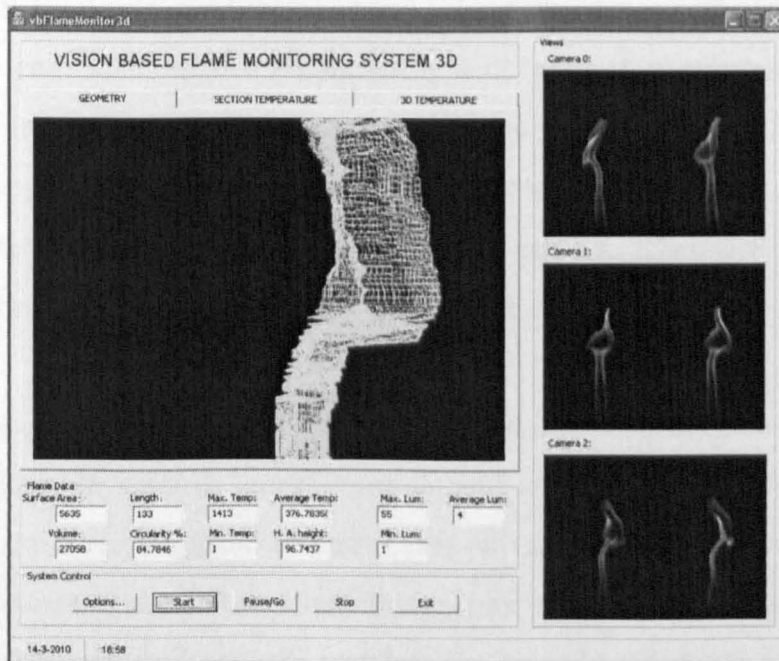 vbFlameMonitor3d
VISION BASED FLAME MONITORING SYSTEM 3D
GEOMETRY SECTION TEMPERATURE 3D TEMPERATURE
Views
Camera 0:
Camera 1:
Camera 2:
Flame Data
Surface Area: Length: Max. Temp: Average Temp: Max. Lum: Average Lum:
5635 133 1413 376.7835( 55 4
Volume: Circularity %: Min. Temp: H. A. height: Min. Lum:
27058 84.7846 1 96.7437 1
System Control
Options... Start Pause/Go Stop Exit
14-3-2010 18:58